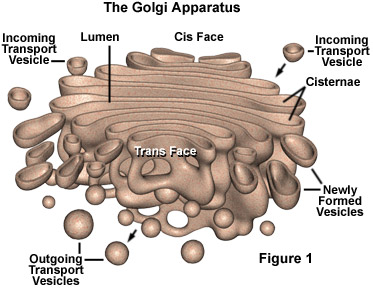 The Golgi Apparatus
Incoming
Transport
Vesicle
Lumen
Cis Face
Incoming
Transport
Vesicle
Cisternae
Trans Face
Newly
Formed
Vesicles
Outgoing
Transport
Vesicles
Figure 1